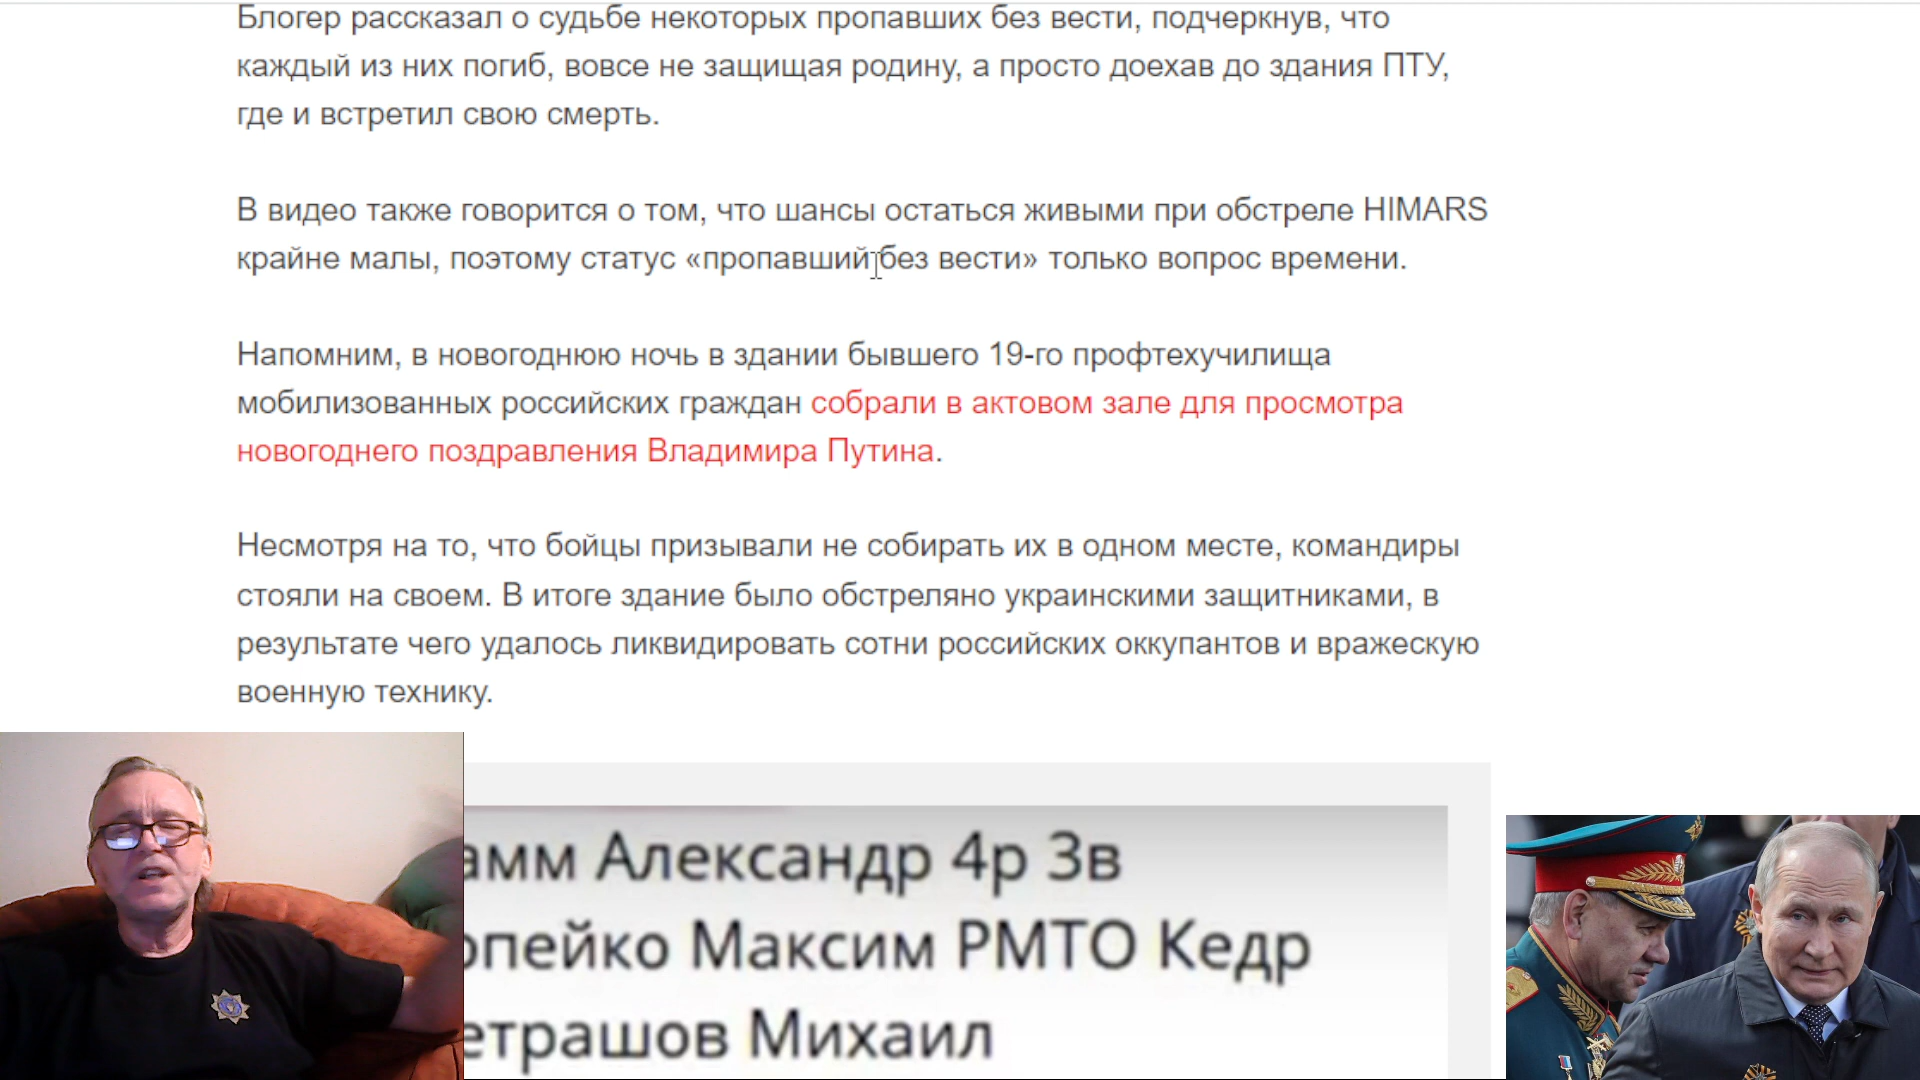 Блогер рассказал о судьбе некоторых пропавших без вести, подчеркнув, что
каждый из них погиб, вовсе не защищая родину, а просто доехав до здания ПТУ,
где и встретил свою смерть.
В видео также говорится о том, что шансы остаться живыми при обстреле HIMARS
крайне малы, поэтому статус «пропавший без вести» только вопрос времени.
Напомним, в новогоднюю ночь в здании бывшего 19-го профтехучилища
мобилизованных российских граждан собрали в актовом зале для просмотра
новогоднего поздравления Владимира Путина.
Несмотря на то, что бойцы призывали не собирать их в одном месте, командиры
стояли на своем. В итоге здание было обстреляно украинскими защитниками, в
результате чего удалось ликвидировать сотни российских оккупантов и вражескую
военную технику.
амм Александр 4р 3в
опейко Максим РМТО Кедр
етрашов Михаил